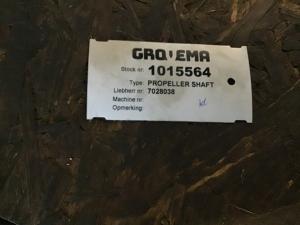 GROVEMA
Stock nr: 1015564
Type: PROPELLER SHAFT
Liebherr nr: 7028038
Machine nr:
Opmerking: